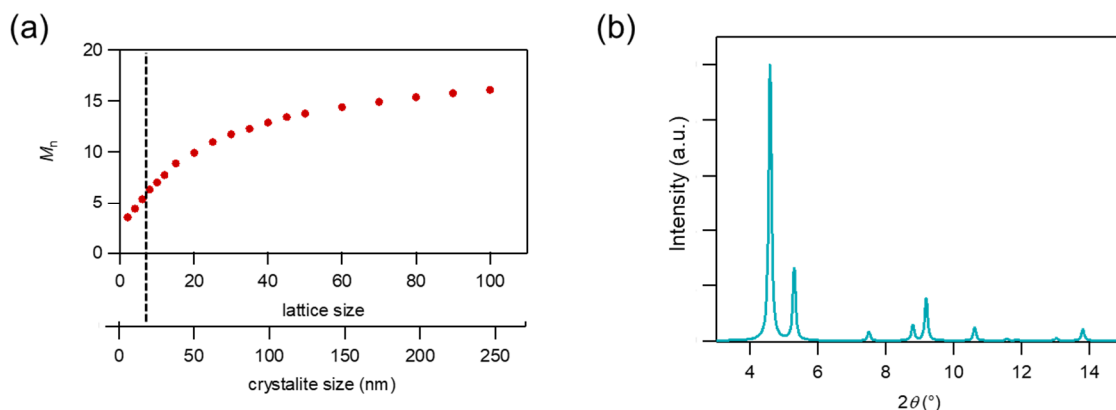 (a)
20
15
10
5
0
M_n
0 20 40 60 80 100
lattice size
0 50 100 150 200 250
crystalite size (nm)
(b)
Intensity (a.u.)
4 6 8 10 12 14
2θ (°)